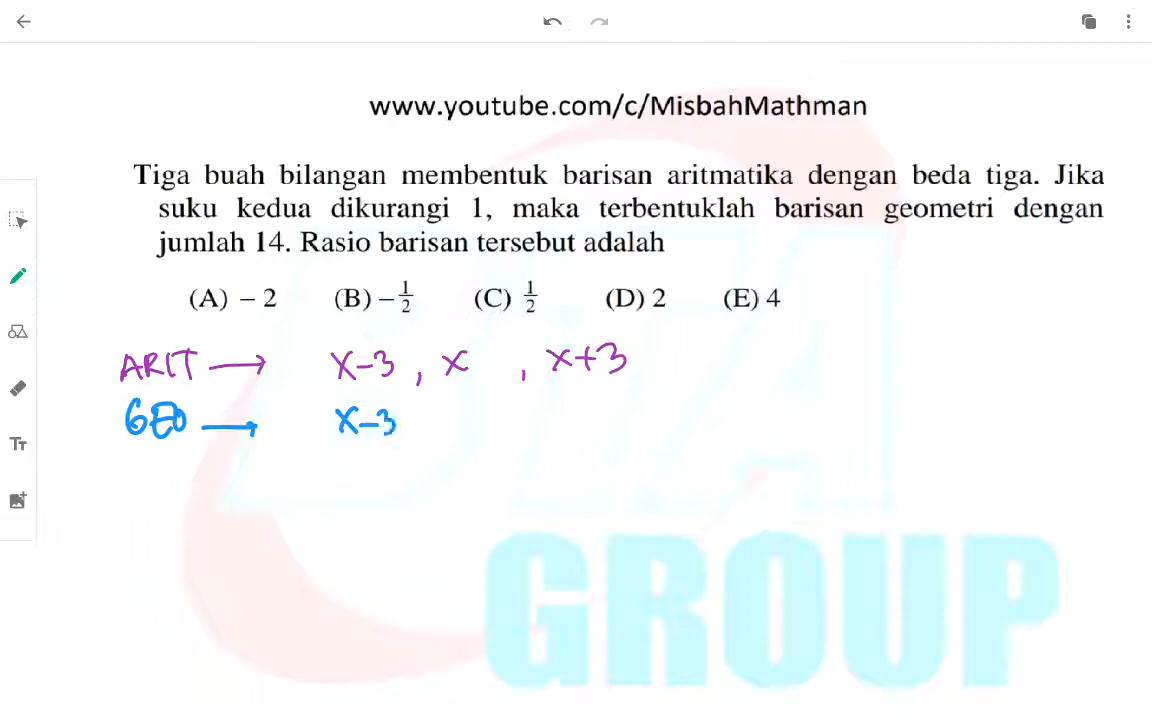 www.youtube.com/c/MisbahMathman
Tiga buah bilangan membentuk barisan aritmatika dengan beda tiga. Jika
suku kedua dikurangi 1, maka terbentuklah barisan geometri dengan
jumlah 14. Rasio barisan tersebut adalah
(A) – 2 (B) – 1/2 (C) 1/2 (D) 2 (E) 4
ARIT → x-3 , x , x+3
GEO → x-3
Tт
BTA
GROUP